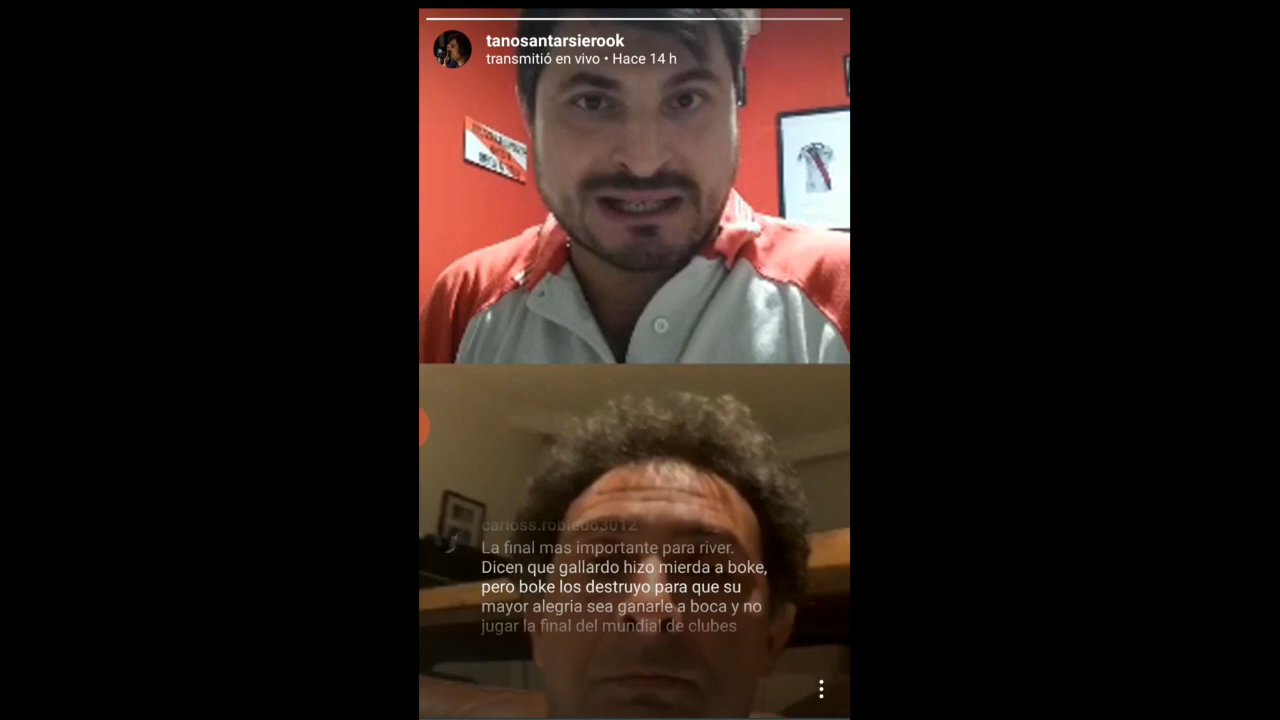 tanosantarsierook
transmitió en vivo • Hace 14 h
carloss.robledo3012
La final mas importante para river.
Dicen que gallardo hizo mierda a boke,
pero boke los destruyo para que su
mayor alegria sea ganarle a boca y no
jugar la final del mundial de clubes